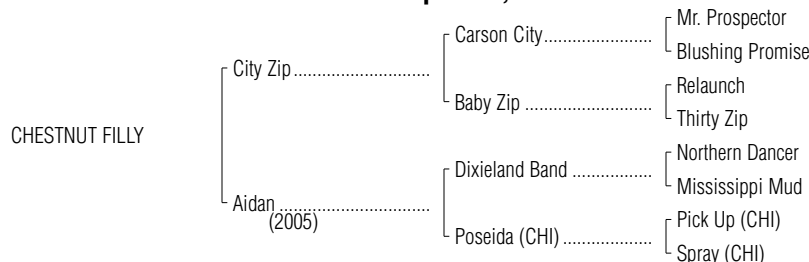 Mr. Prospector
Carson City
Blushing Promise
City Zip
Relaunch
Baby Zip
Thirty Zip
CHESTNUT FILLY
Northern Dancer
Dixieland Band
Mississippi Mud
Aidan
(2005)
Pick Up (CHI)
Poseida (CHI)
Spray (CHI)